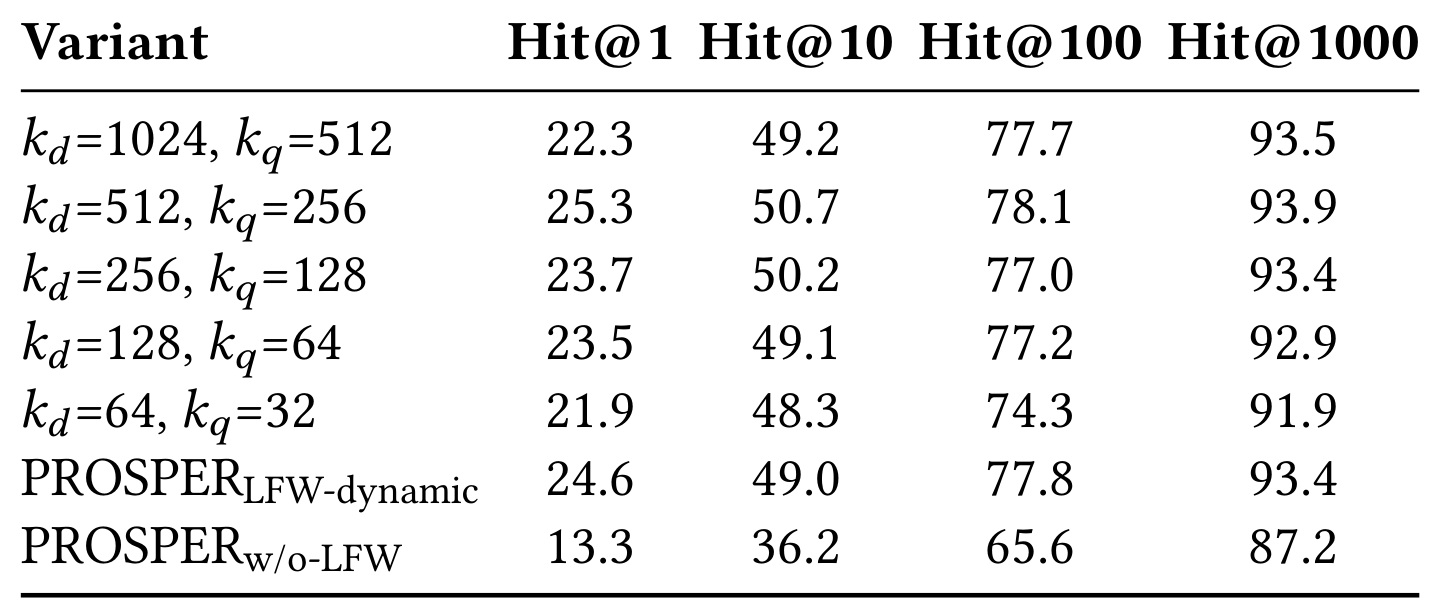 Variant Hit@1 Hit@10 Hit@100 Hit@1000
k_d=1024, k_q=512 22.3 49.2 77.7 93.5
k_d=512, k_q=256 25.3 50.7 78.1 93.9
k_d=256, k_q=128 23.7 50.2 77.0 93.4
k_d=128, k_q=64 23.5 49.1 77.2 92.9
k_d=64, k_q=32 21.9 48.3 74.3 91.9
PROSPER_LFW-dynamic 24.6 49.0 77.8 93.4
PROSPER_w/o-LFW 13.3 36.2 65.6 87.2